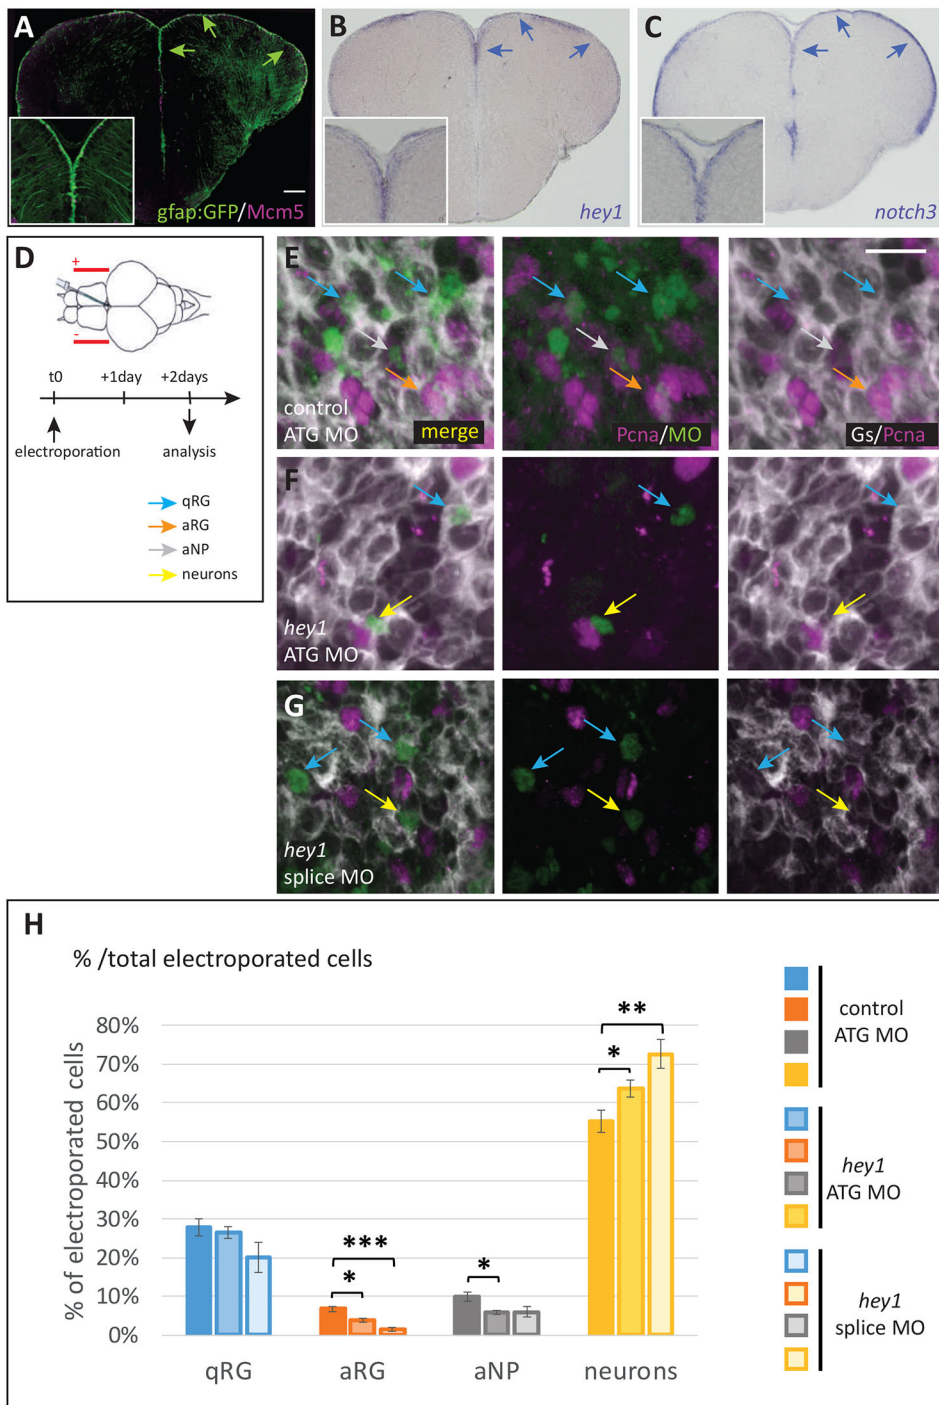 A
gfap:GFP/Mcm5
B
hey1
C
notch3
D
+
-
t0
+1day
+2days
electroporation
analysis
qRG
aRG
aNP
neurons
E
control
ATG MO
merge
Pcna/MO
Gs/Pcna
F
hey1
ATG MO
G
hey1
splice MO
H
% /total electroporated cells
% of electroporated cells
80%
70%
60%
50%
40%
30%
20%
10%
0%
***
*
*
**
*
qRG
aRG
aNP
neurons
control
ATG MO
hey1
ATG MO
hey1
splice MO